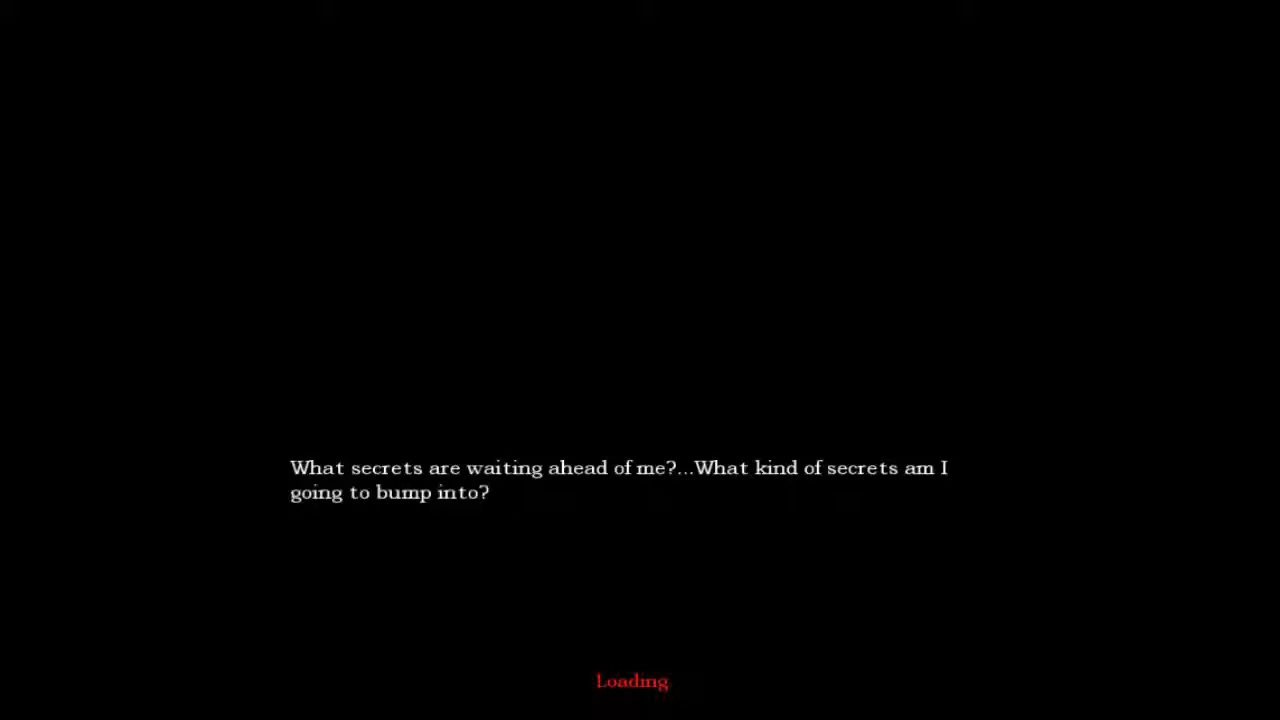 What secrets are waiting ahead of me?...What kind of secrets am I
going to bump into?
Loading